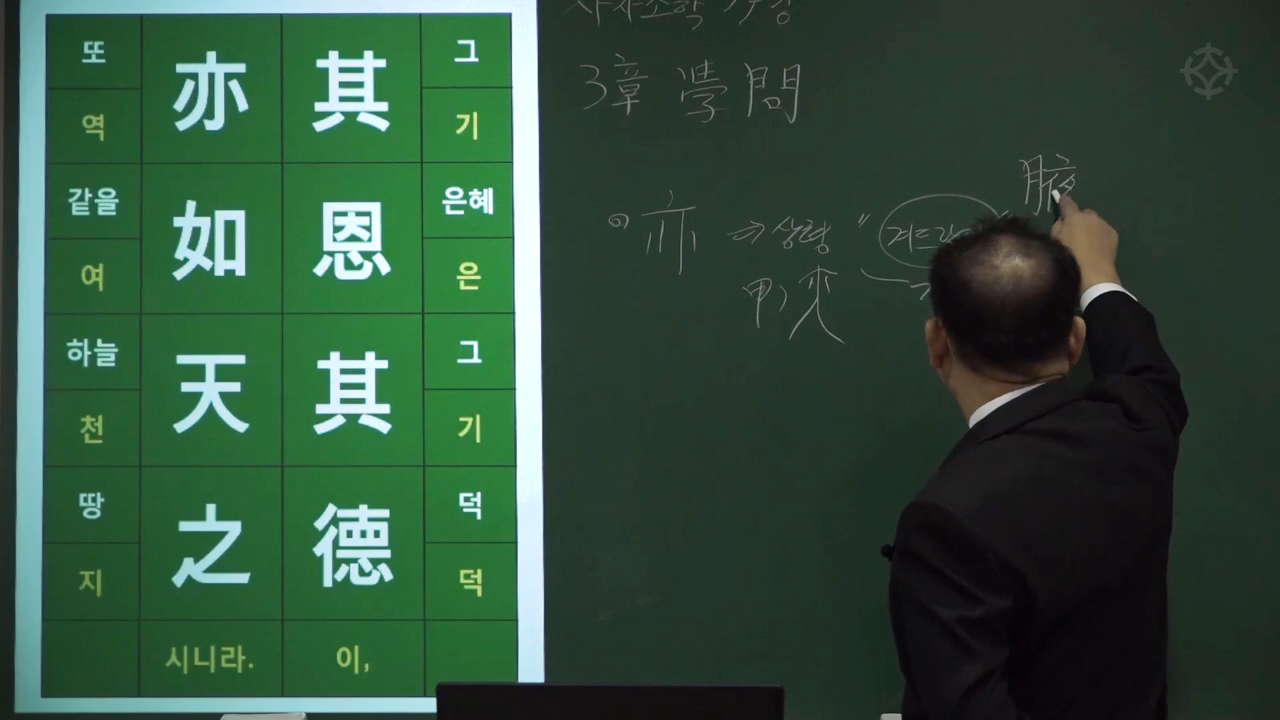 또 亦 其 그
역 기
같을 如 恩 은혜
여 은
하늘 天 其 그
천 기
땅 之 德 덕
지 덕
시니라. 이,
3章 學問
亦 ⇒ 상형
甲)
腋